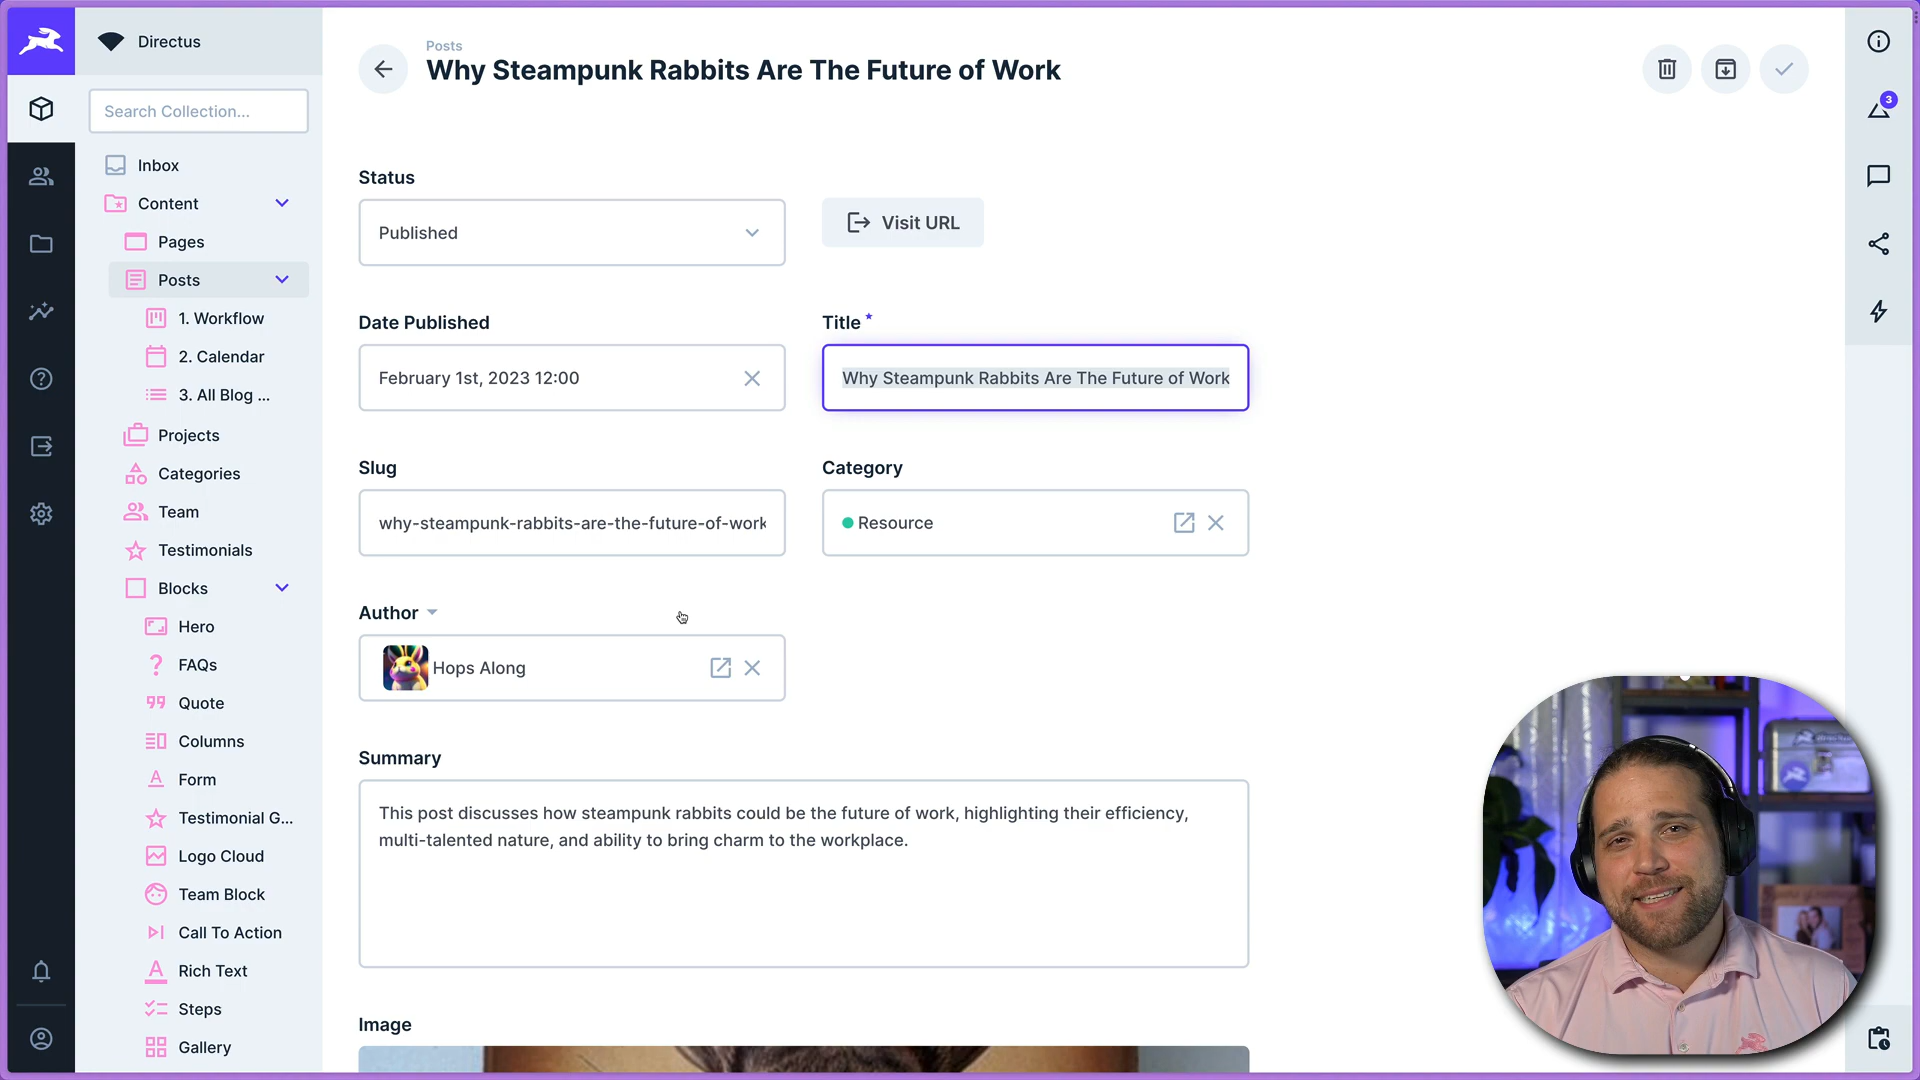 Directus
Search Collection...
Inbox
Content
Pages
Posts
1. Workflow
2. Calendar
3. All Blog ...
Projects
Categories
Team
Testimonials
Blocks
Hero
FAQs
Quote
Columns
Form
Testimonial G...
Logo Cloud
Team Block
Call To Action
Rich Text
Steps
Gallery
Posts
Why Steampunk Rabbits Are The Future of Work
3
Status
Published
Visit URL
Date Published
February 1st, 2023 12:00
Title *
Why Steampunk Rabbits Are The Future of Work
Slug
why-steampunk-rabbits-are-the-future-of-work
Category
Resource
Author
Hops Along
Summary
This post discusses how steampunk rabbits could be the future of work, highlighting their efficiency,
multi-talented nature, and ability to bring charm to the workplace.
Image